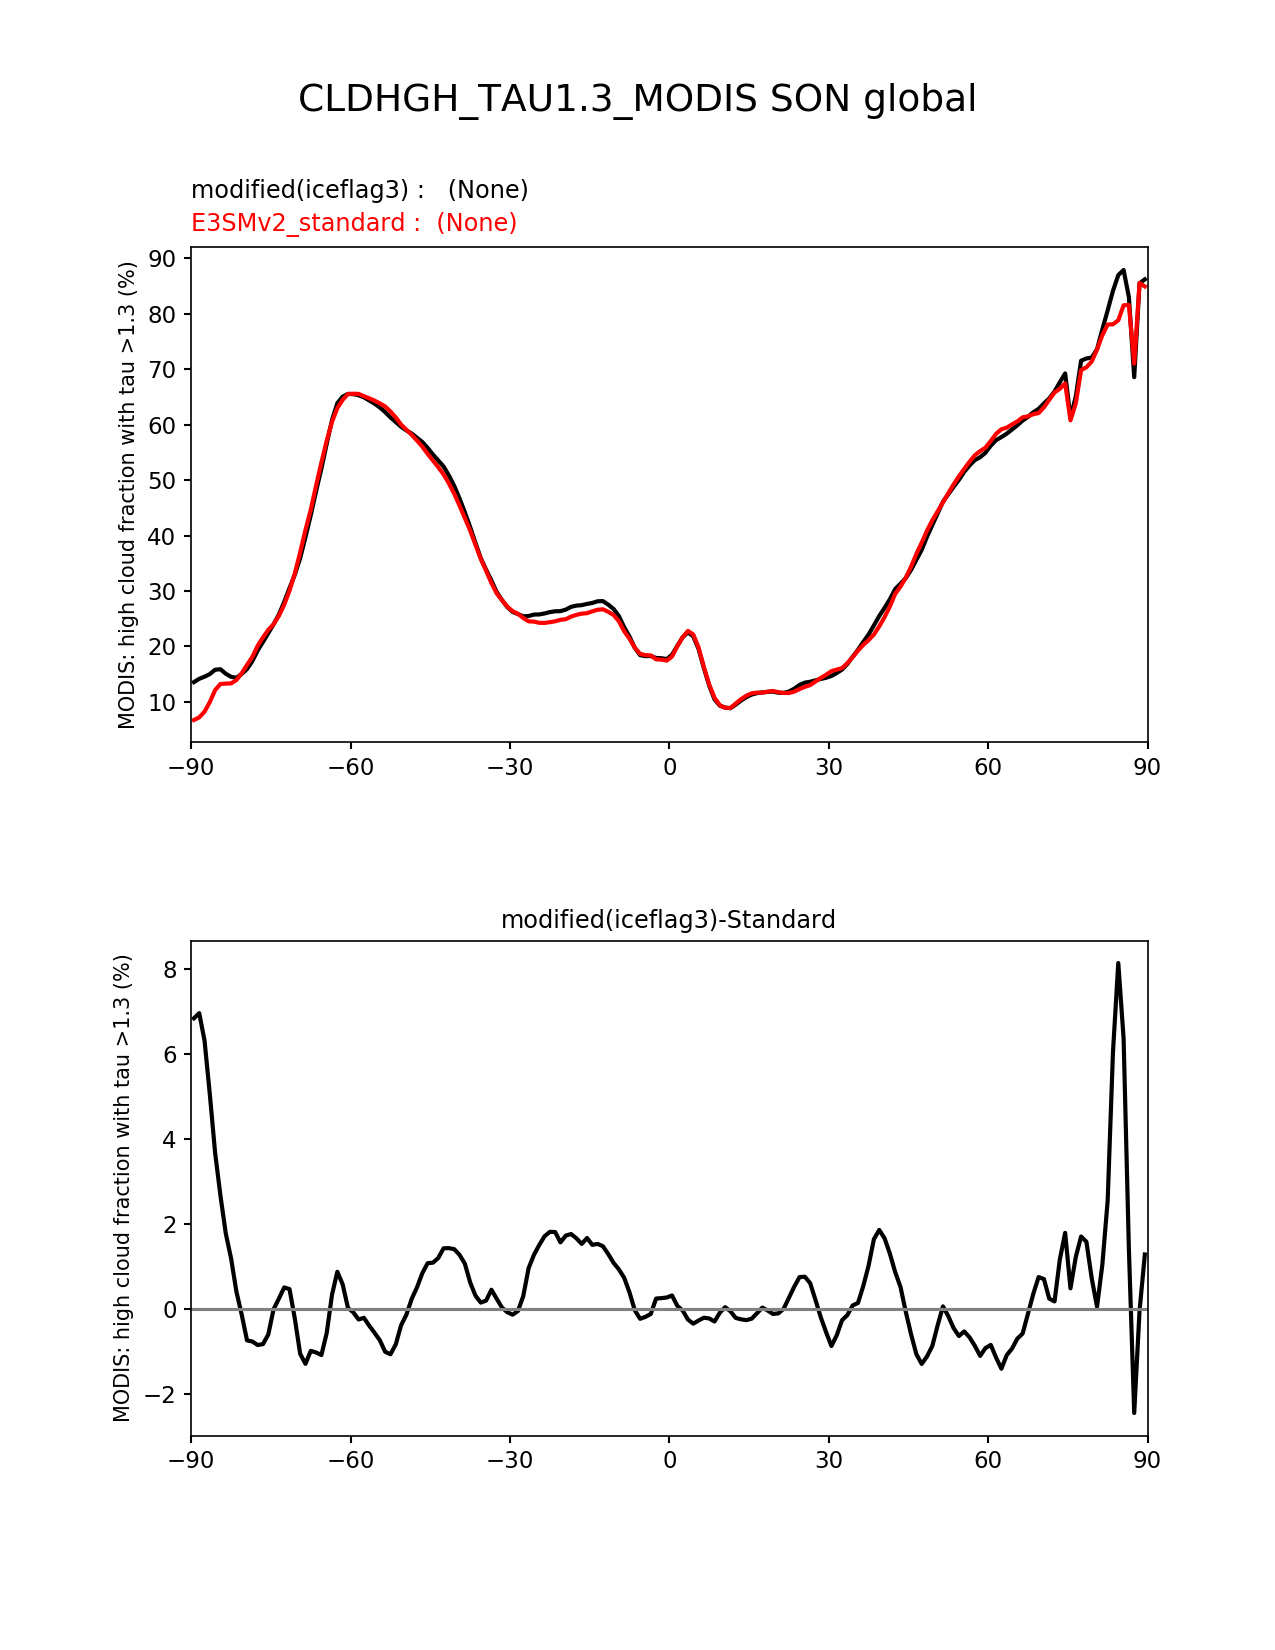 CLDHGH_TAU1.3_MODIS SON global
modified(iceflag3) :   (None)
E3SMv2_standard :  (None)
MODIS: high cloud fraction with tau >1.3 (%)
90
80
70
60
50
40
30
20
10
−90 −60 −30 0 30 60 90
modified(iceflag3)-Standard
MODIS: high cloud fraction with tau >1.3 (%)
8
6
4
2
0
−2
−90 −60 −30 0 30 60 90